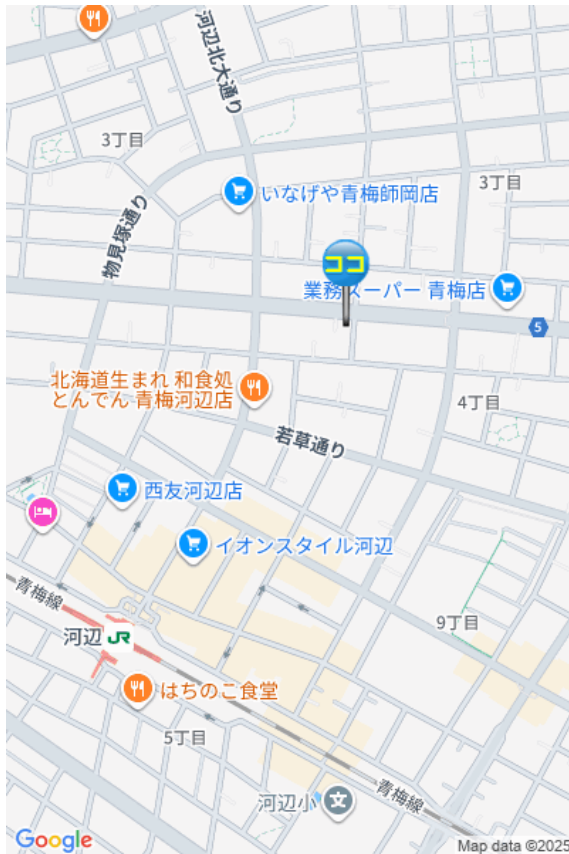 河辺北大通り
3丁目
3丁目
いなげや青梅師岡店
物見塚通り
ココ
業務スーパー 青梅店
5
北海道生まれ 和食処
とんでん 青梅河辺店
4丁目
若草通り
西友河辺店
イオンスタイル河辺
青梅線
9丁目
河辺 JR
はちのこ食堂
5丁目
河辺小 文
青梅線
Google
Map data ©2025